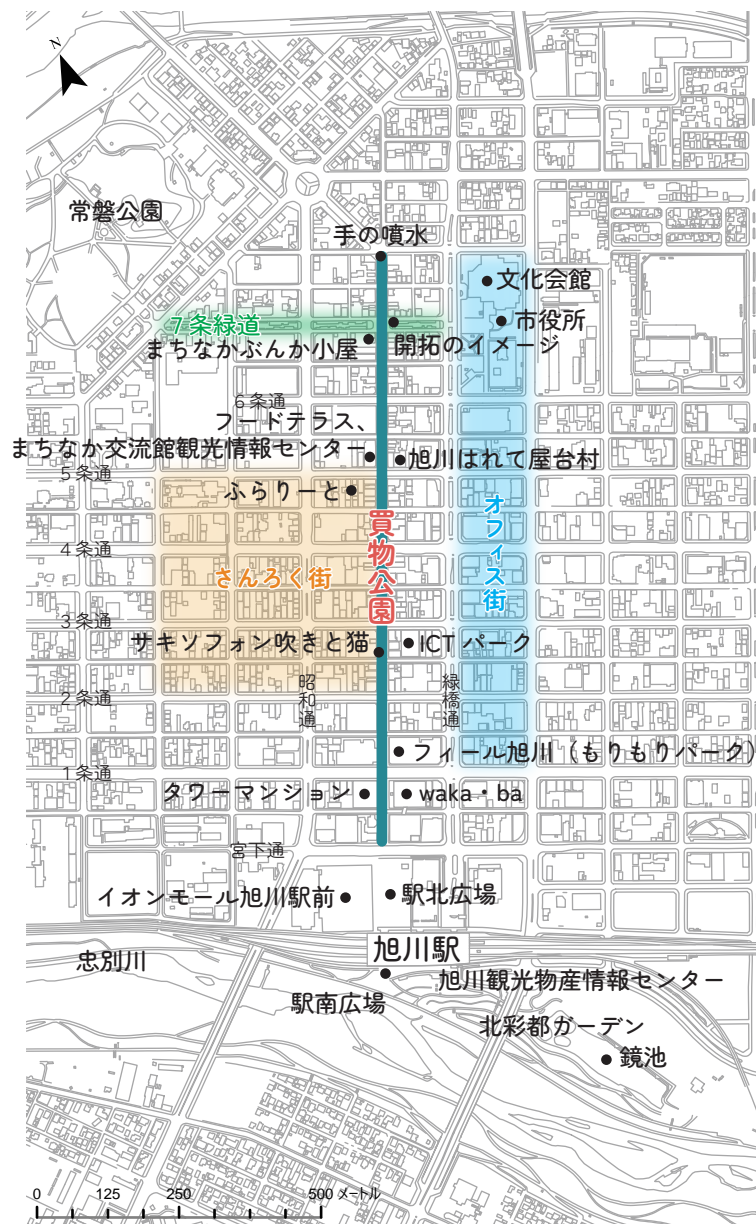 N
常磐公園
手の噴水
文化会館
7条緑道
市役所
まちなかぶんか小屋
開拓のイメージ
6条通
フードテラス、
まちなか交流館観光情報センター
旭川はれて屋台村
5条通
ふらりーと
買物公園
オフィス街
4条通
さんろく街
3条通
サキソフォン吹きと猫
ICT パーク
昭和通
緑橋通
2条通
フィール旭川（もりもりパーク）
1条通
タワーマンション
waka・ba
宮下通
イオンモール旭川駅前
駅北広場
旭川駅
忠別川
旭川観光物産情報センター
駅南広場
北彩都ガーデン
鏡池
0 125 250 500 メートル